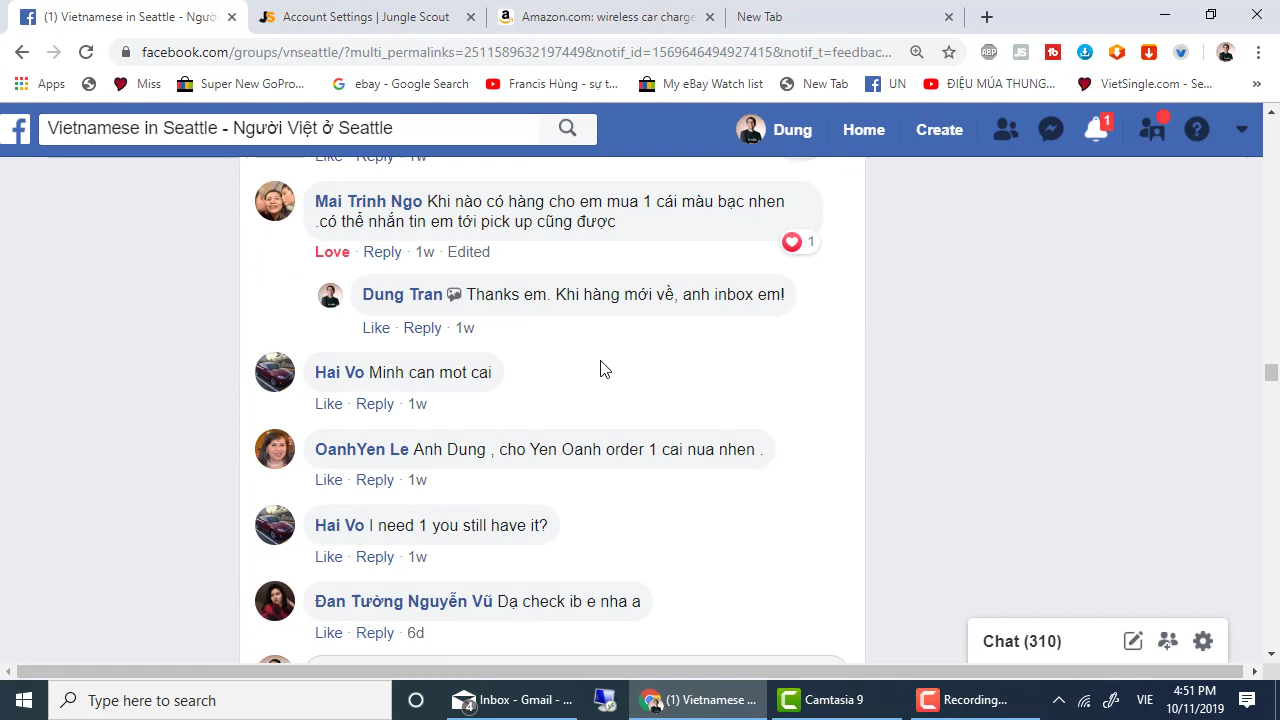 (1) Vietnamese in Seattle - Ngườ
Account Settings | Jungle Scout
Amazon.com: wireless car charge
New Tab
facebook.com/groups/vnseattle/?multi_permalinks=2511589632197449&notif_id=1569646494927415&notif_t=feedbac...
Apps
Miss
Super New GoPro...
ebay - Google Search
Francis Hùng - sự t...
My eBay Watch list
New Tab
UN
ĐIỆU MÚA THUNG...
VietSingle.com - Se...
»
Vietnamese in Seattle - Người Việt ở Seattle
Dung
Home
Create
1
Like · Reply · 1w
Mai Trinh Ngo Khi nào có hàng cho em mua 1 cái màu bạc nhen
.có thể nhắn tin em tới pick up cũng được
1
Love · Reply · 1w · Edited
Dung Tran Thanks em. Khi hàng mới về, anh inbox em!
Like · Reply · 1w
Hai Vo Minh can mot cai
Like · Reply · 1w
OanhYen Le Anh Dung , cho Yen Oanh order 1 cai nua nhen .
Like · Reply · 1w
Hai Vo I need 1 you still have it?
Like · Reply · 1w
Đan Tường Nguyễn Vũ Dạ check ib e nha a
Like · Reply · 6d
Chat (310)
Type here to search
4
Inbox - Gmail - ...
(1) Vietnamese ...
Camtasia 9
Recording...
VIE
4:51 PM
10/11/2019